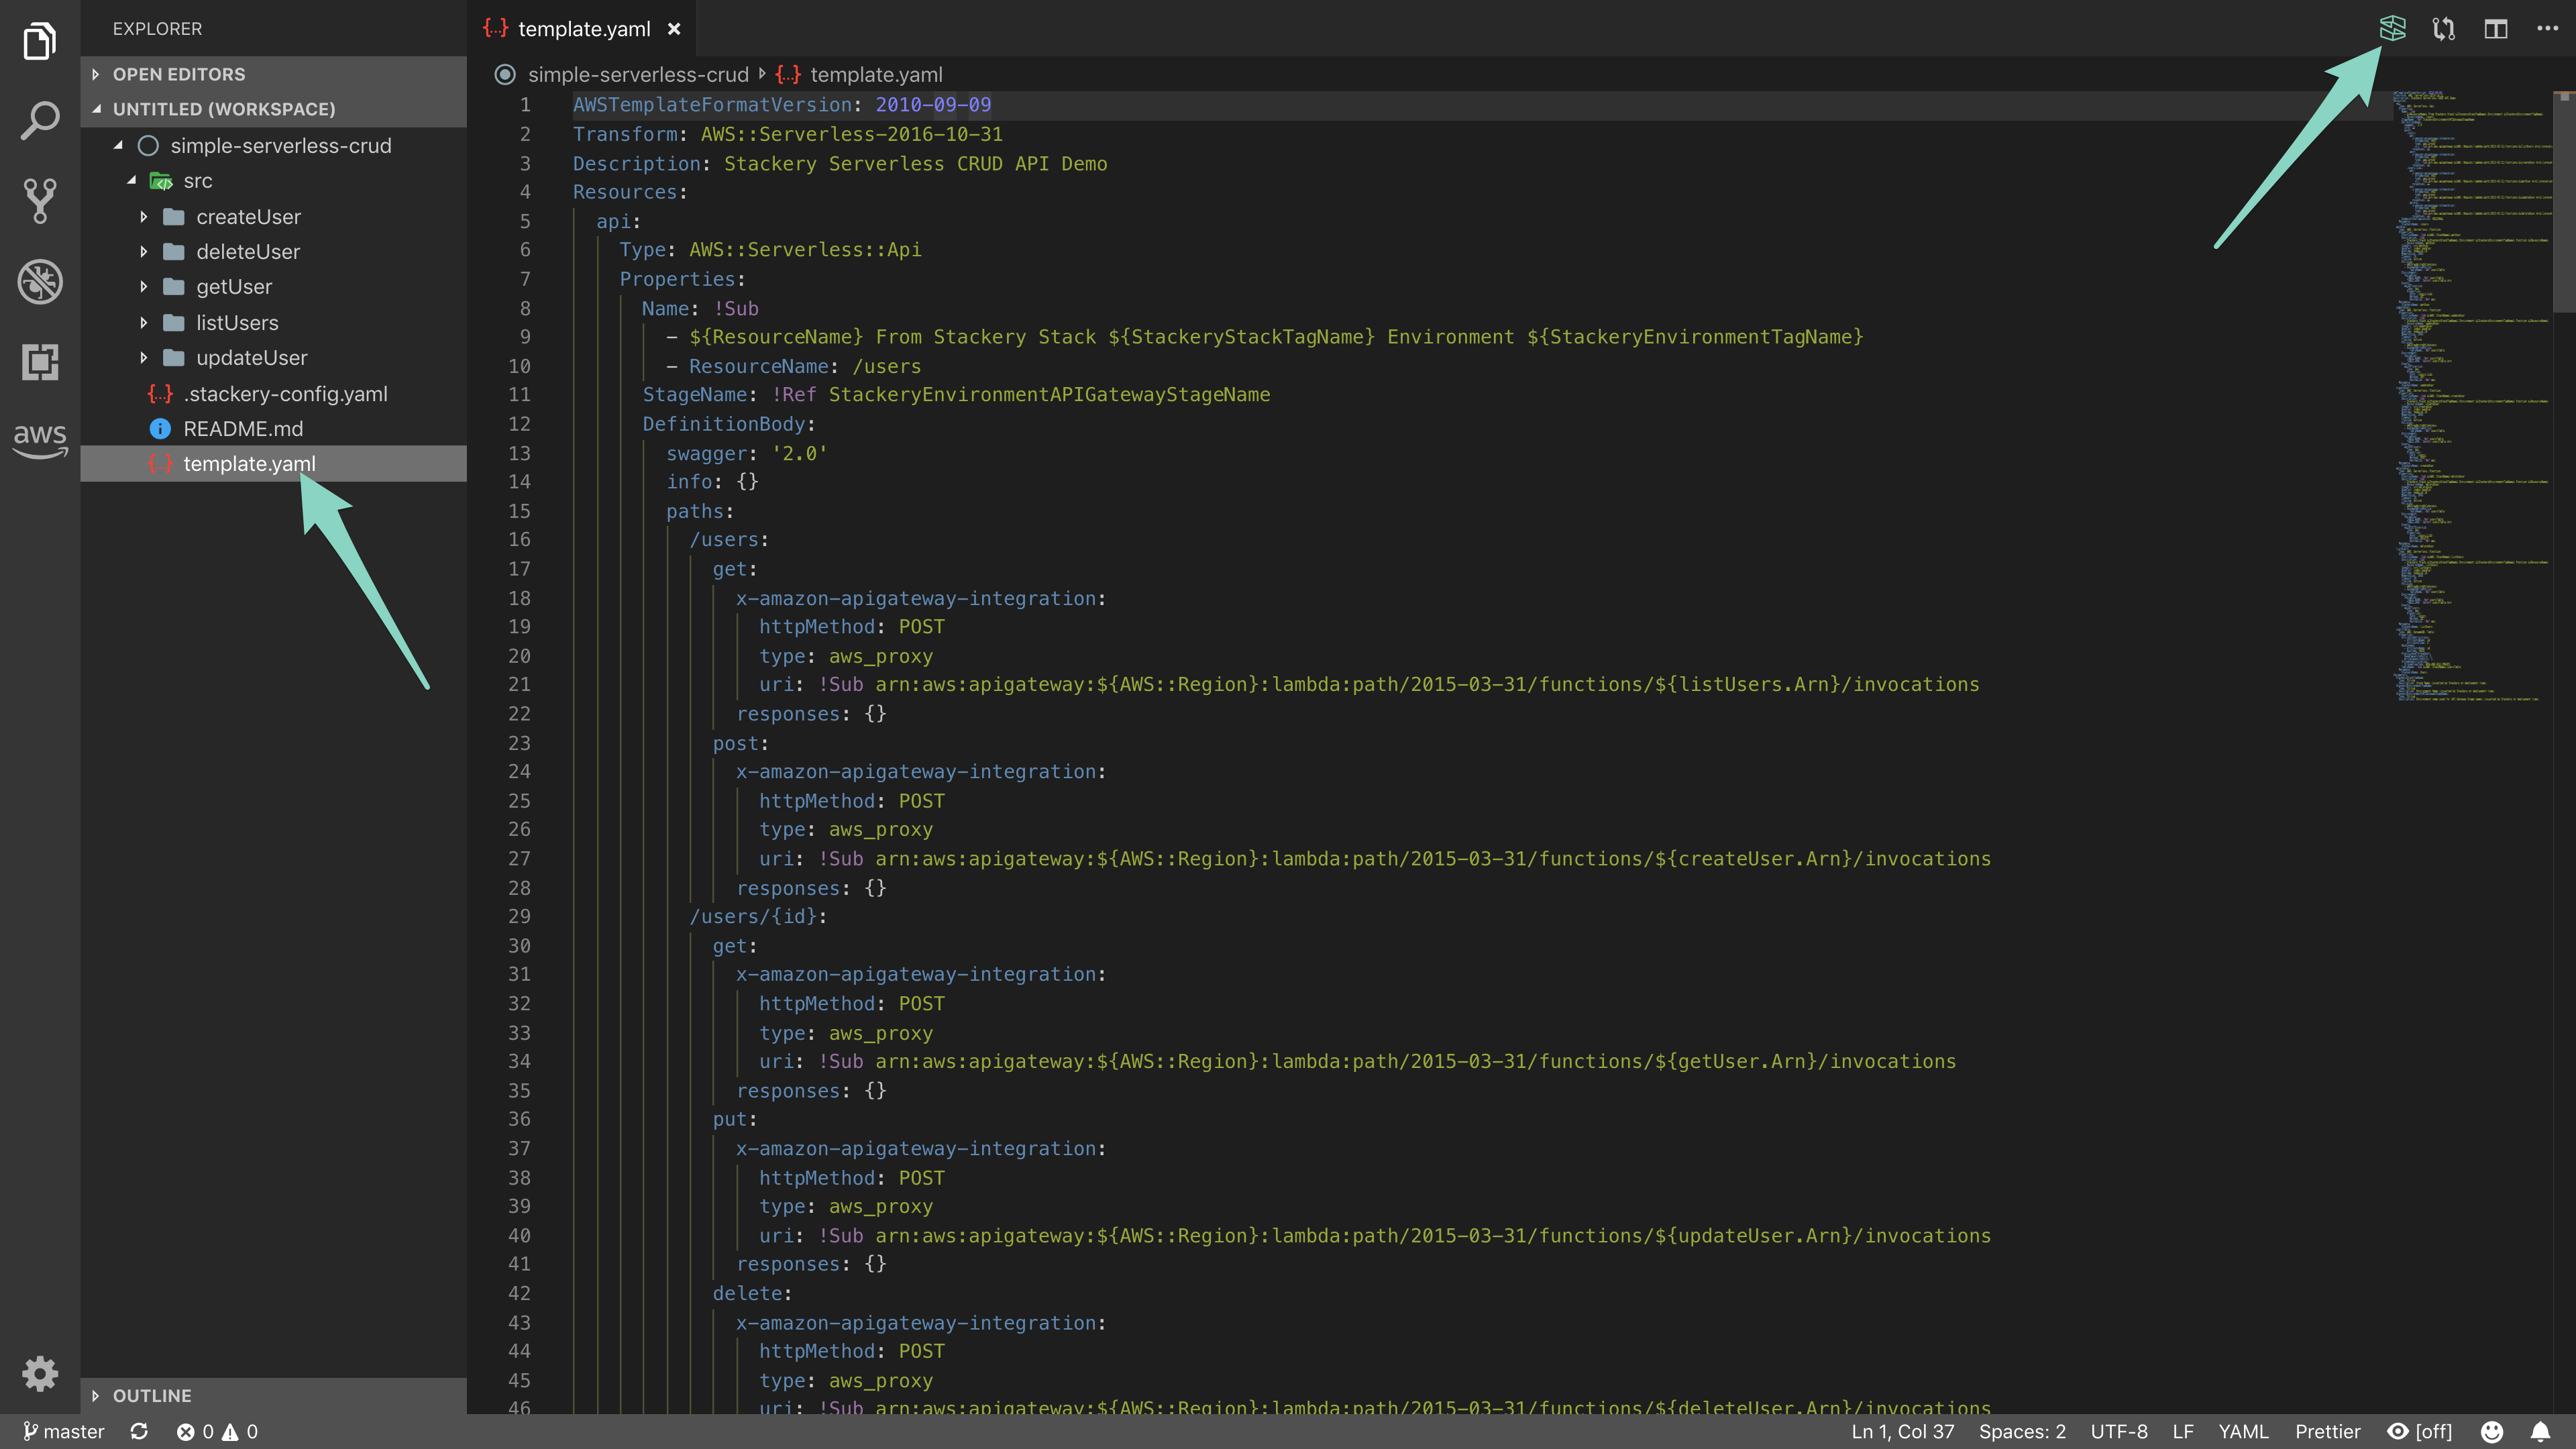 EXPLORER
OPEN EDITORS
UNTITLED (WORKSPACE)
simple-serverless-crud
src
createUser
deleteUser
getUser
listUsers
updateUser
{..} .stackery-config.yaml
README.md
{..} template.yaml
aws
OUTLINE
{..} template.yaml
simple-serverless-crud {..} template.yaml
1 AWSTemplateFormatVersion: 2010-09-09
2 Transform: AWS::Serverless-2016-10-31
3 Description: Stackery Serverless CRUD API Demo
4 Resources:
5 api:
6 Type: AWS::Serverless::Api
7 Properties:
8 Name: !Sub
9 - ${ResourceName} From Stackery Stack ${StackeryStackTagName} Environment ${StackeryEnvironmentTagName}
10 - ResourceName: /users
11 StageName: !Ref StackeryEnvironmentAPIGatewayStageName
12 DefinitionBody:
13 swagger: '2.0'
14 info: {}
15 paths:
16 /users:
17 get:
18 x-amazon-apigateway-integration:
19 httpMethod: POST
20 type: aws_proxy
21 uri: !Sub arn:aws:apigateway:${AWS::Region}:lambda:path/2015-03-31/functions/${listUsers.Arn}/invocations
22 responses: {}
23 post:
24 x-amazon-apigateway-integration:
25 httpMethod: POST
26 type: aws_proxy
27 uri: !Sub arn:aws:apigateway:${AWS::Region}:lambda:path/2015-03-31/functions/${createUser.Arn}/invocations
28 responses: {}
29 /users/{id}:
30 get:
31 x-amazon-apigateway-integration:
32 httpMethod: POST
33 type: aws_proxy
34 uri: !Sub arn:aws:apigateway:${AWS::Region}:lambda:path/2015-03-31/functions/${getUser.Arn}/invocations
35 responses: {}
36 put:
37 x-amazon-apigateway-integration:
38 httpMethod: POST
39 type: aws_proxy
40 uri: !Sub arn:aws:apigateway:${AWS::Region}:lambda:path/2015-03-31/functions/${updateUser.Arn}/invocations
41 responses: {}
42 delete:
43 x-amazon-apigateway-integration:
44 httpMethod: POST
45 type: aws_proxy
46 uri: !Sub arn:aws:apigateway:${AWS::Region}:lambda:path/2015-03-31/functions/${deleteUser.Arn}/invocations
master 0 0 Ln 1, Col 37 Spaces: 2 UTF-8 LF YAML Prettier [off]